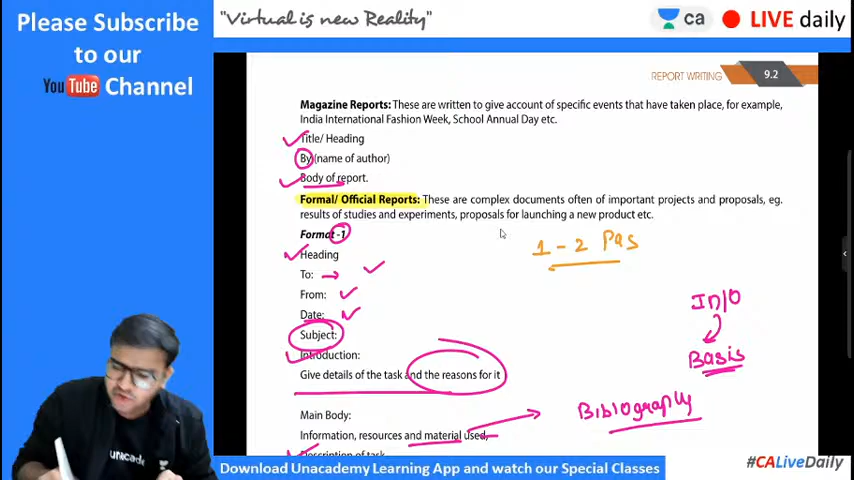 Please Subscribe
to our
YouTube Channel
"Virtual is new Reality"
ca
LIVE daily
REPORT WRITING
9.2
Magazine Reports: These are written to give account of specific events that have taken place, for example,
India International Fashion Week, School Annual Day etc.
Title/ Heading
By (name of author)
Body of report.
Formal/ Official Reports: These are complex documents often of important projects and proposals, eg.
results of studies and experiments, proposals for launching a new product etc.
Format -1
1 - 2 Pas
Heading
To:
From:
Date:
In/o
Subject:
Introduction:
Basis
Give details of the task and the reasons for it
Bibliography
Main Body:
Information, resources and material used,
Description of task
unaca
Download Unacademy Learning App and watch our Special Classes
#CALiveDaily